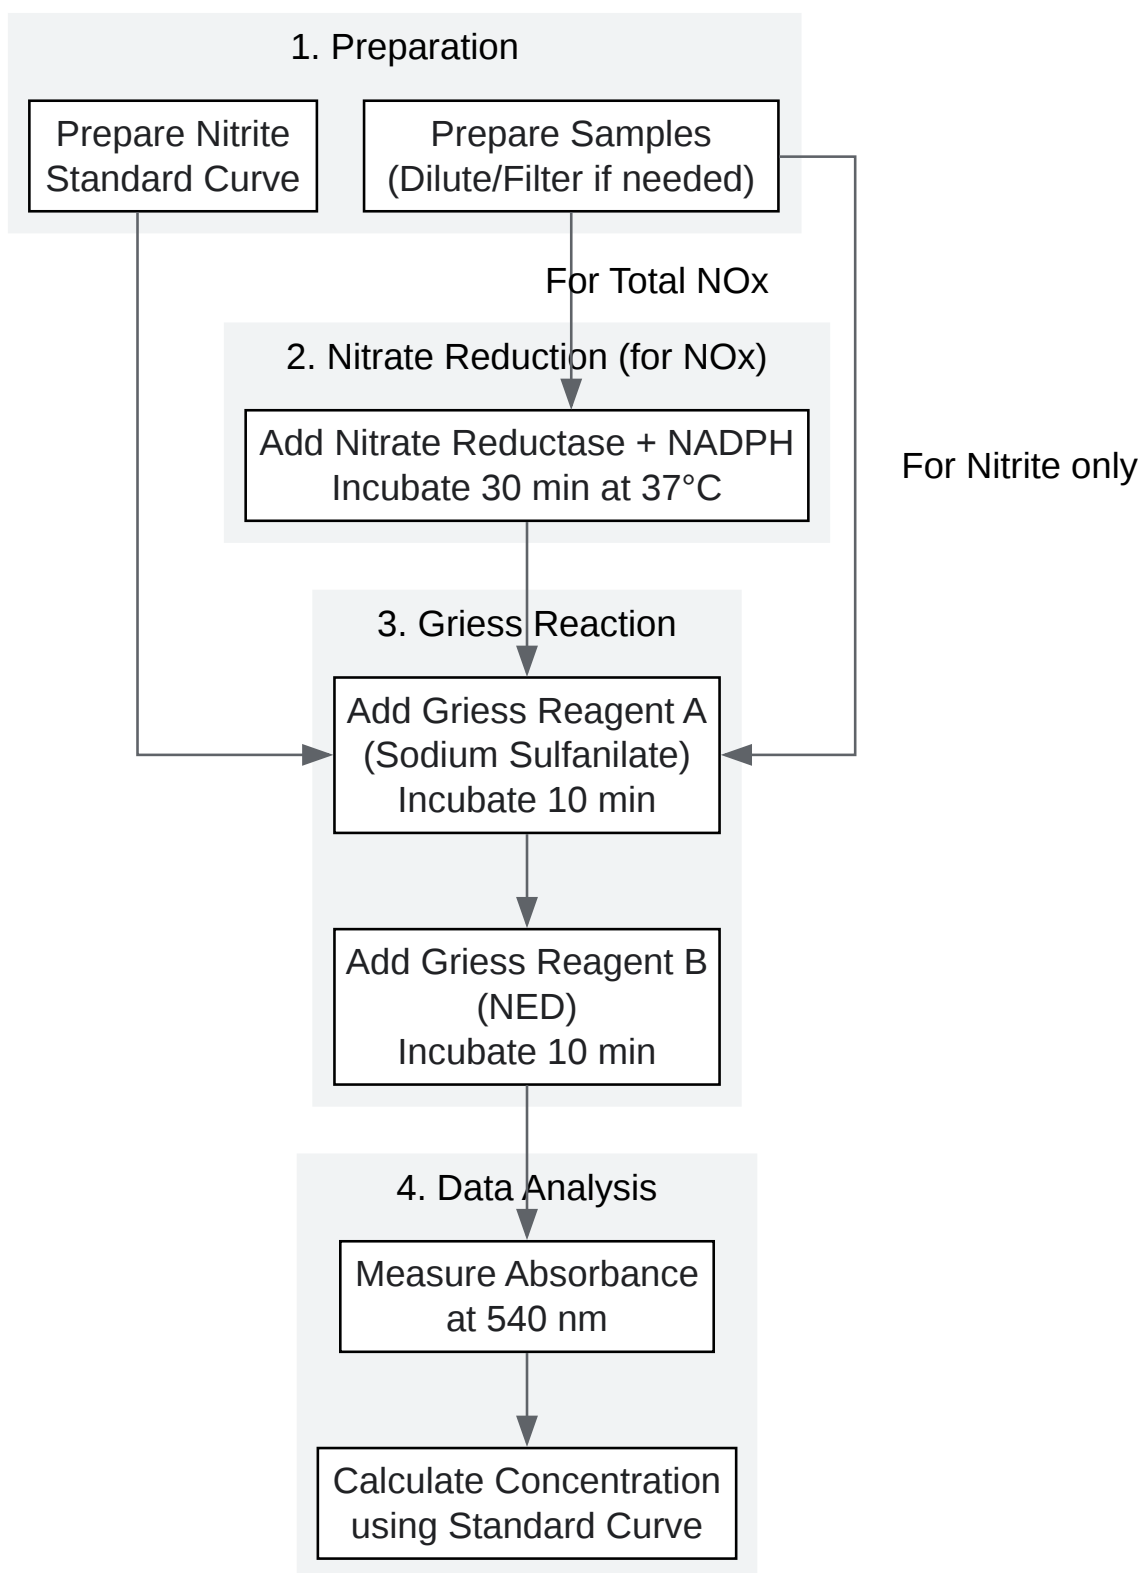 1. Preparation
Prepare Nitrite
Standard Curve
Prepare Samples
(Dilute/Filter if needed)
For Total NOx
2. Nitrate Reduction (for NOx)
Add Nitrate Reductase + NADPH
Incubate 30 min at 37°C
For Nitrite only
3. Griess Reaction
Add Griess Reagent A
(Sodium Sulfanilate)
Incubate 10 min
Add Griess Reagent B
(NED)
Incubate 10 min
4. Data Analysis
Measure Absorbance
at 540 nm
Calculate Concentration
using Standard Curve